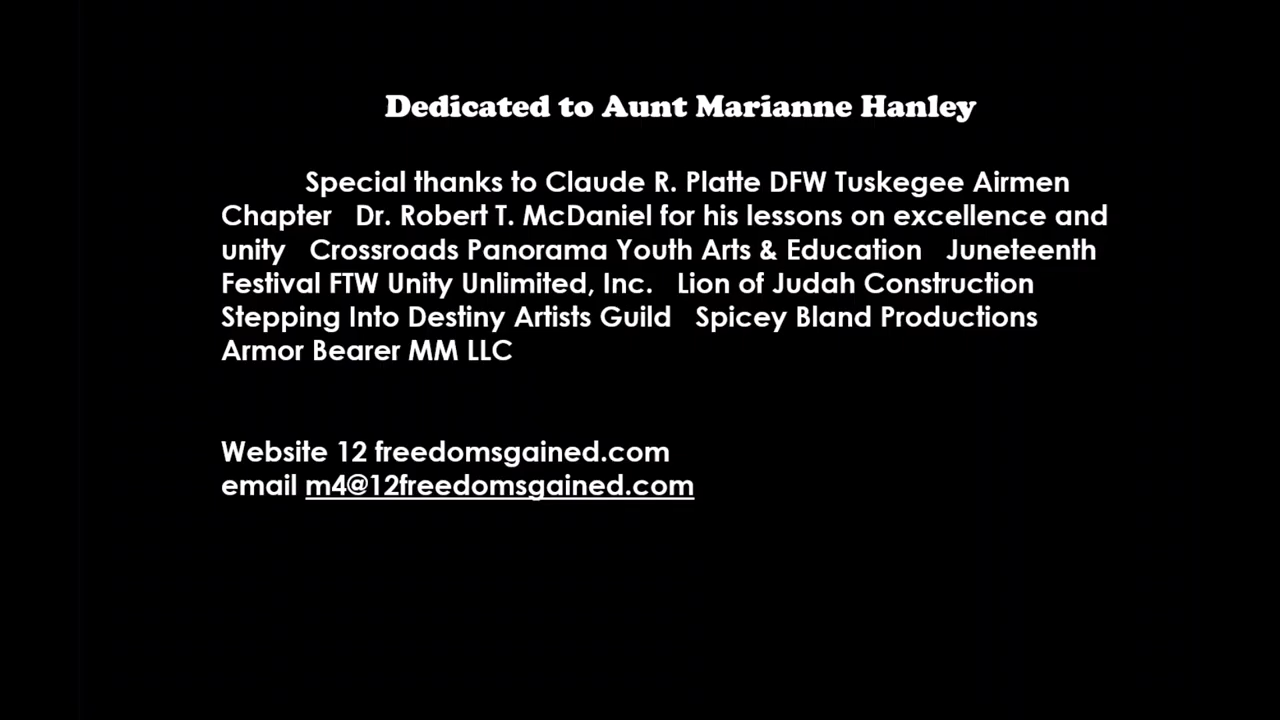 Dedicated to Aunt Marianne Hanley
Special thanks to Claude R. Platte DFW Tuskegee Airmen
Chapter Dr. Robert T. McDaniel for his lessons on excellence and
unity Crossroads Panorama Youth Arts & Education Juneteenth
Festival FTW Unity Unlimited, Inc. Lion of Judah Construction
Stepping Into Destiny Artists Guild Spicey Bland Productions
Armor Bearer MM LLC
Website 12 freedomsgained.com
email m4@12freedomsgained.com